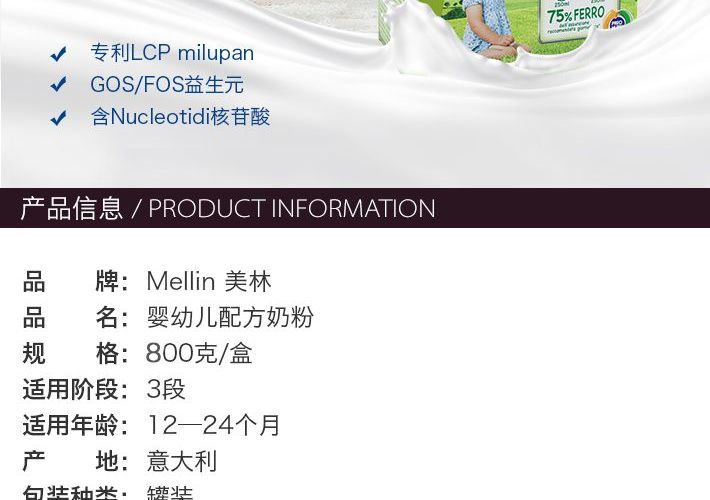 250ml
250ml
75% FERRO
dell'assunzione
raccomandata giornaliera
专利LCP milupan
GOS/FOS益生元
含Nucleotidi核苷酸
产品信息 / PRODUCT INFORMATION
品 牌： Mellin 美林
品 名： 婴幼儿配方奶粉
规 格： 800克/盒
适用阶段： 3段
适用年龄： 12—24个月
产 地： 意大利
包装种类： 罐装